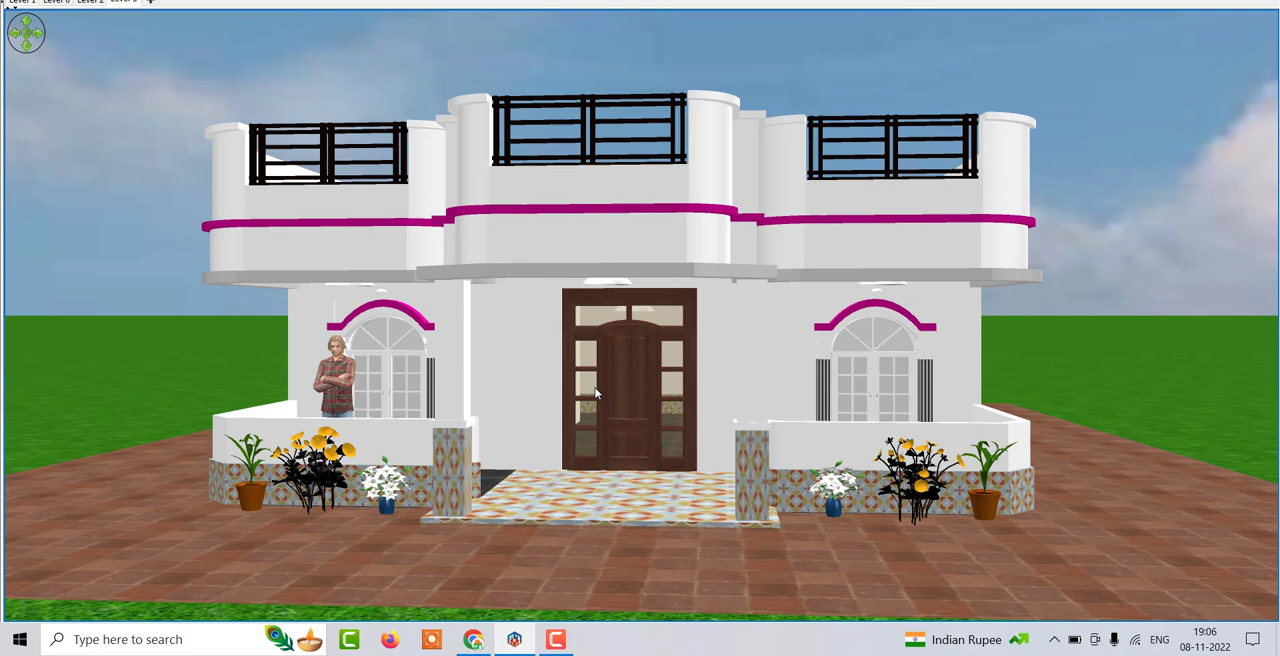 Level 1 Level 0 Level 2
Type here to search
Indian Rupee
ENG
19:06
08-11-2022